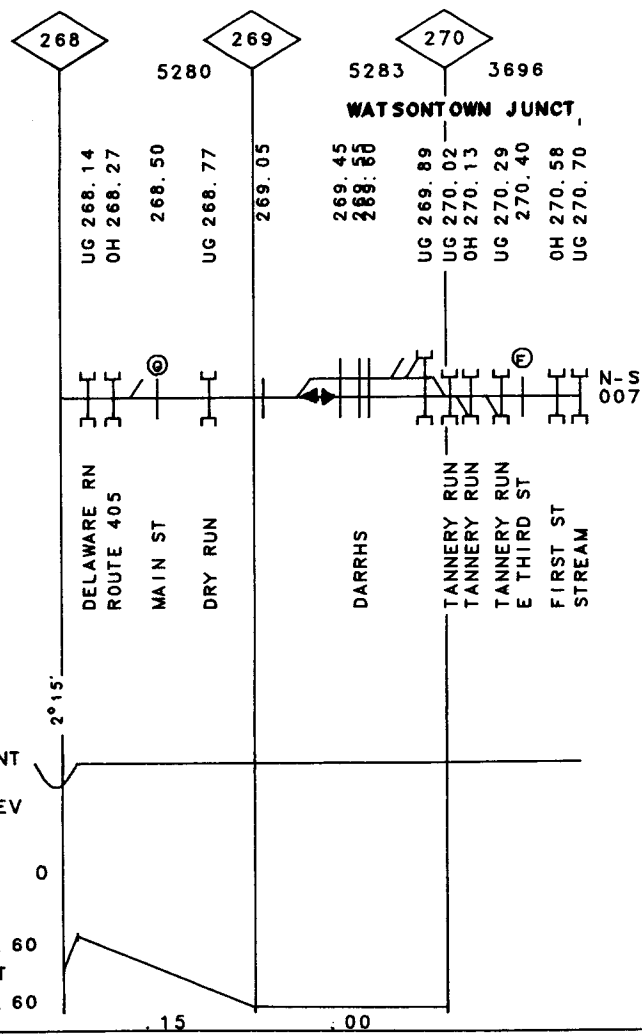 268
269
270
5280
5283
3696
WATSONTOWN JUNCT
UG 268.14
OH 268.27
268.50
UG 268.77
269.05
269.45
269.60
UG 269.89
UG 270.02
OH 270.13
UG 270.29
270.40
OH 270.58
UG 270.70
G
F
N-S
007
DELAWARE RN
ROUTE 405
MAIN ST
DRY RUN
DARRHS
TANNERY RUN
TANNERY RUN
TANNERY RUN
E THIRD ST
FIRST ST
STREAM
2°15'
NT
EV
0
60
T
60
.15
.00